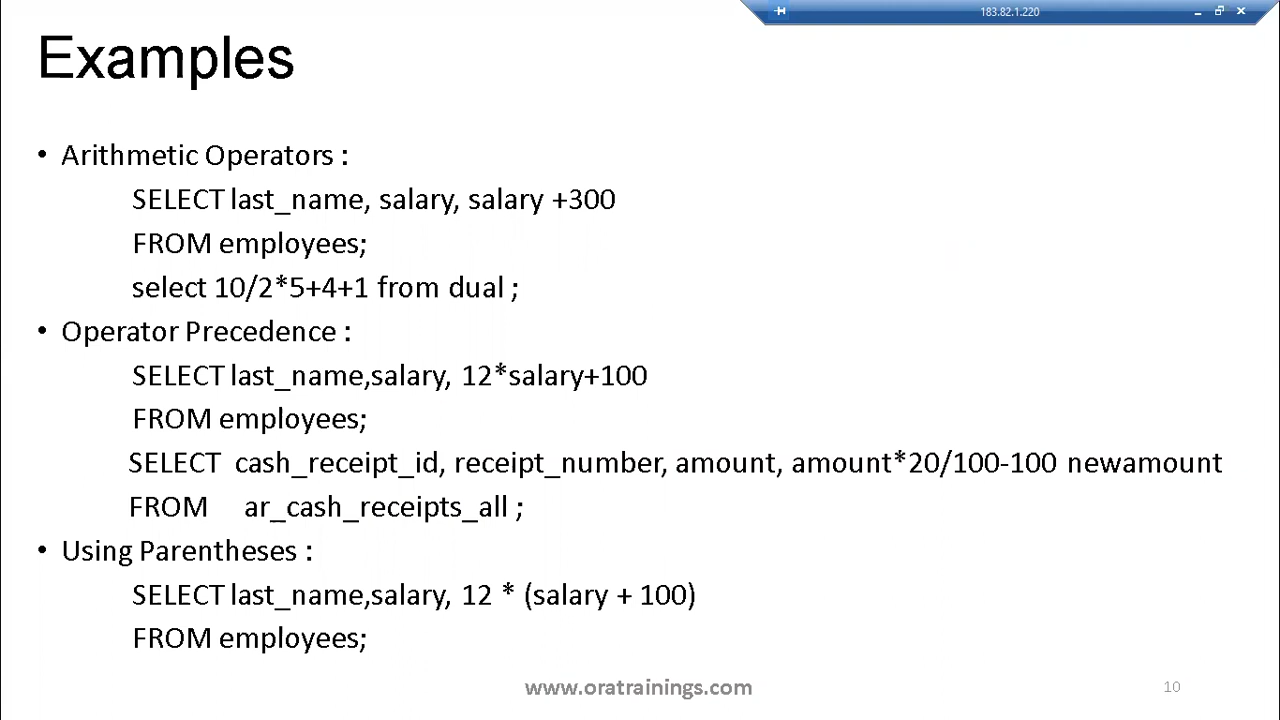 183.82.1.220
Examples
• Arithmetic Operators :
SELECT last_name, salary, salary +300
FROM employees;
select 10/2*5+4+1 from dual ;
• Operator Precedence :
SELECT last_name,salary, 12*salary+100
FROM employees;
SELECT cash_receipt_id, receipt_number, amount, amount*20/100-100 newamount
FROM ar_cash_receipts_all ;
• Using Parentheses :
SELECT last_name,salary, 12 * (salary + 100)
FROM employees;
www.oratrainings.com
10